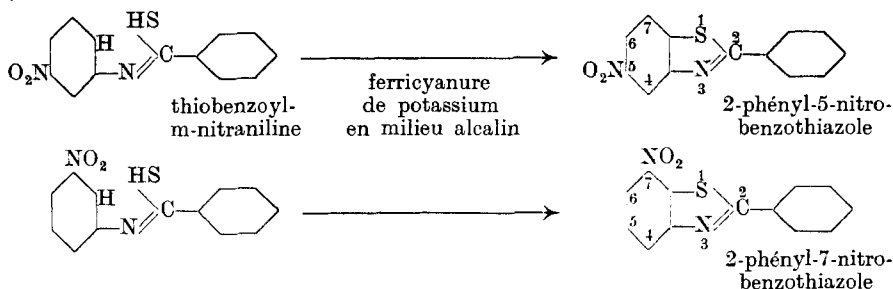 HS
H
C
O2N
N
thiobenzoyl-
m-nitraniline
ferricyanure
de potassium
en milieu alcalin
1
7
S
2
6
C
O2N
5
4
N
3
2-phényl-5-nitro-
benzothiazole
NO2
HS
H
C
N
NO2
1
7
S
2
6
C
5
4
N
3
2-phényl-7-nitro-
benzothiazole